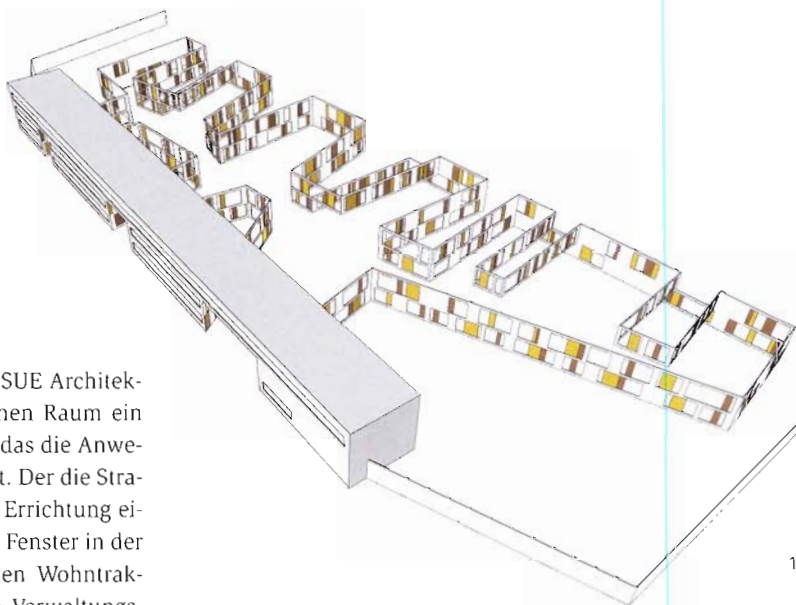 SUE Architek-
nen Raum ein
das die Anwe-
t. Der die Stra-
Errichtung ei-
Fenster in der
en Wohntrak-
Verwaltungs-
1